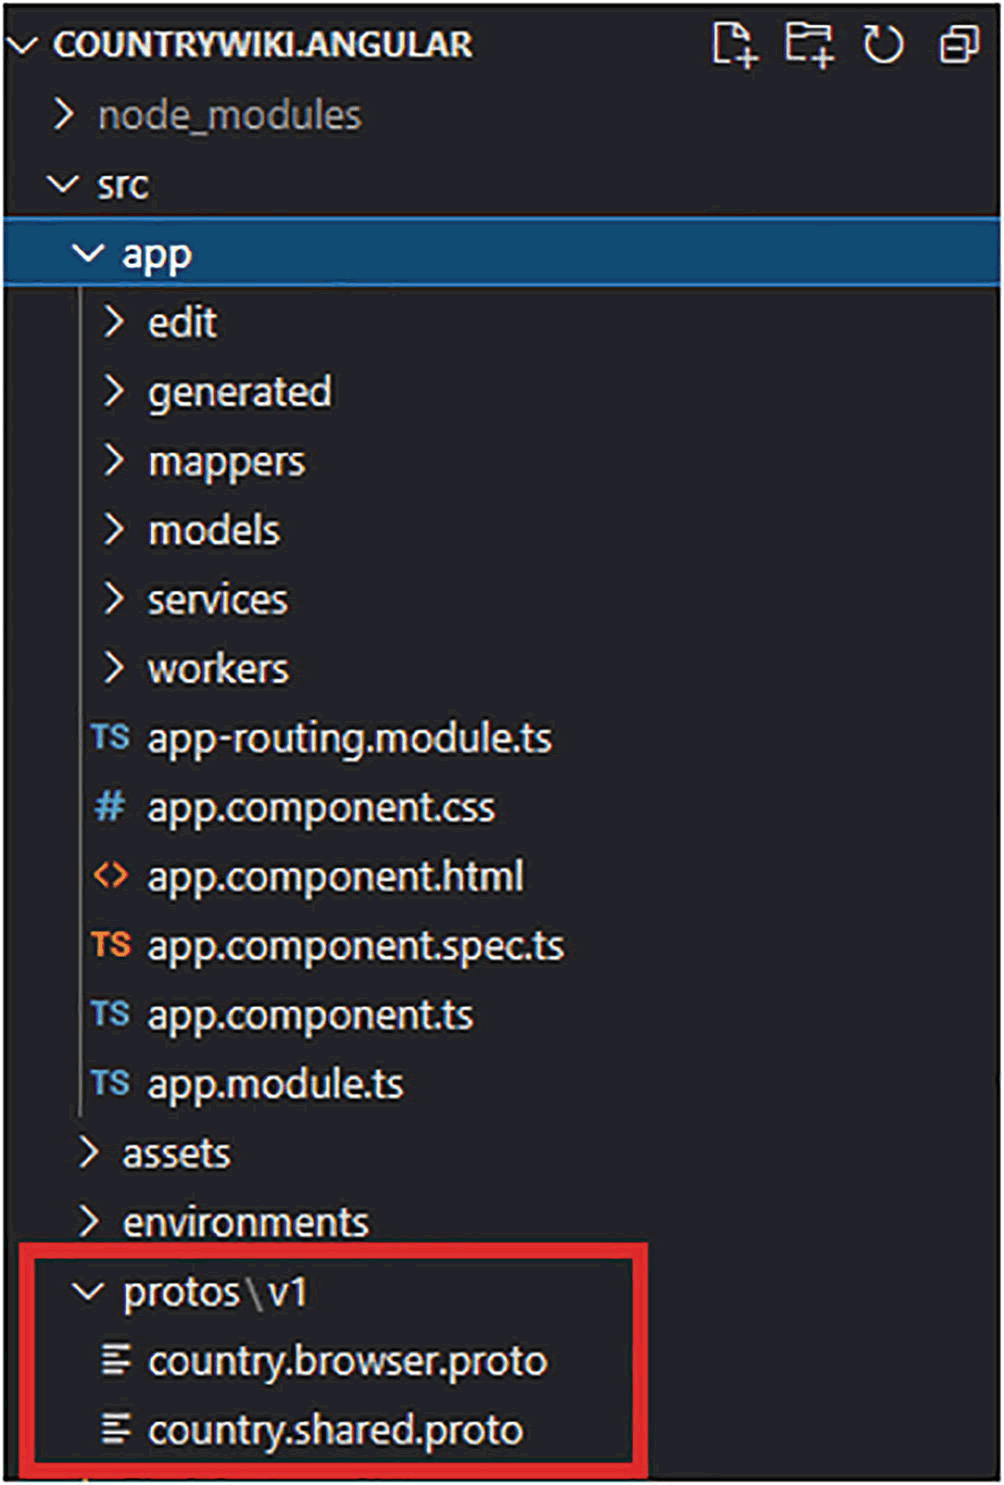 COUNTRYWIKI.ANGULAR
node_modules
src
app
edit
generated
mappers
models
services
workers
TS app-routing.module.ts
# app.component.css
<> app.component.html
TS app.component.spec.ts
TS app.component.ts
TS app.module.ts
assets
environments
protos\v1
country.browser.proto
country.shared.proto